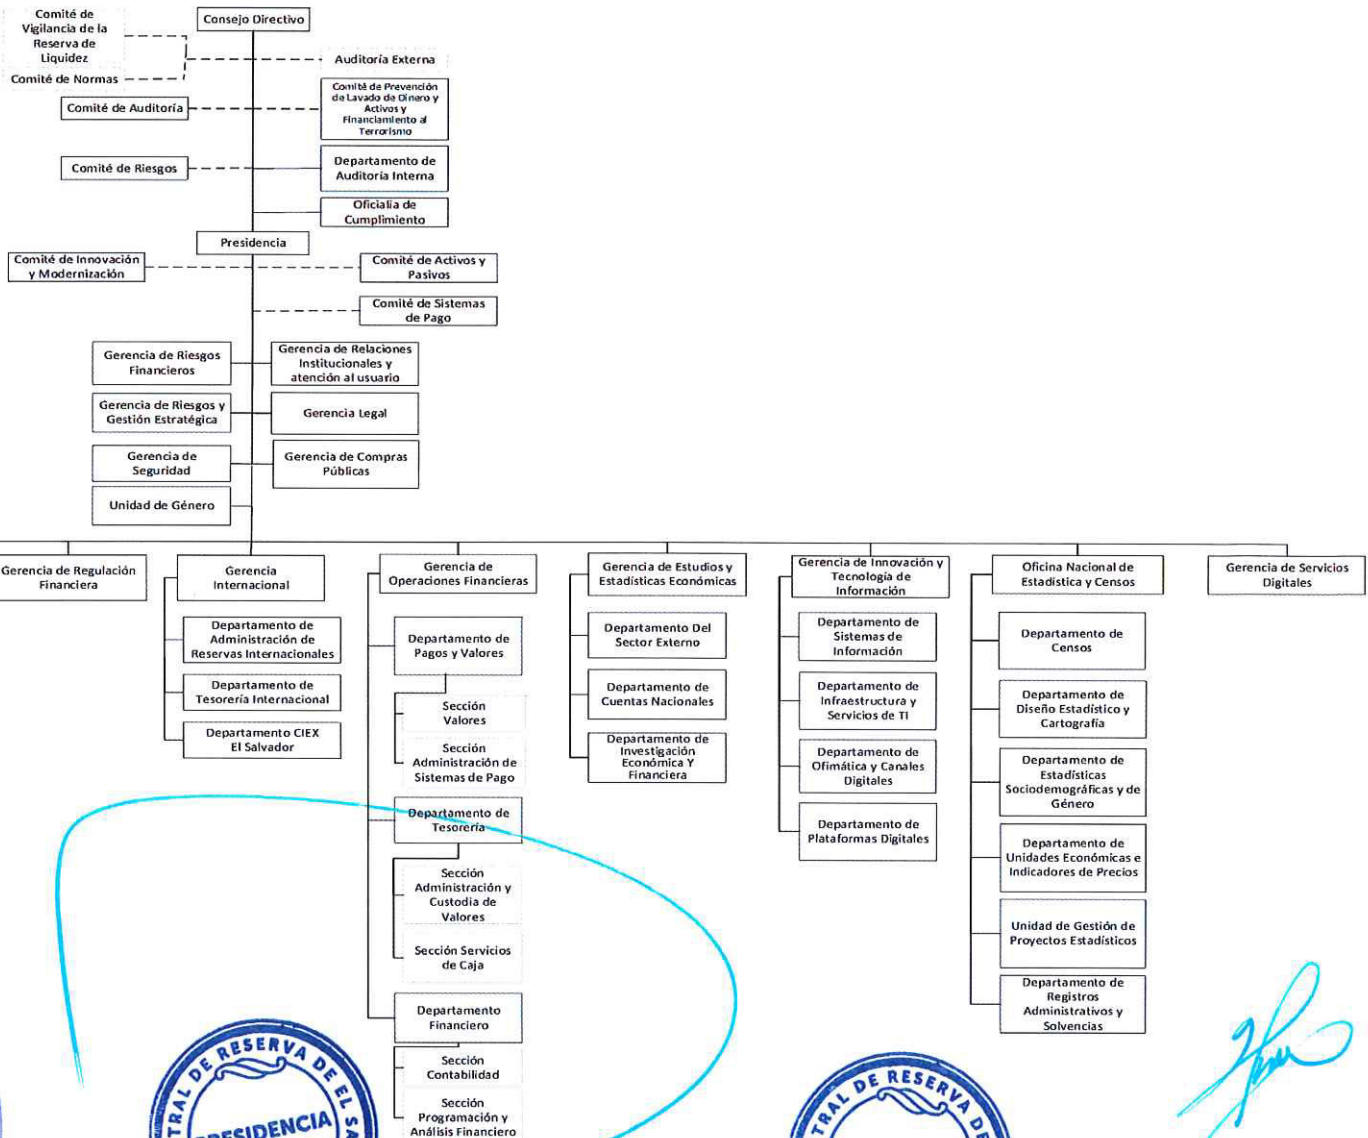 Comité de
Vigilancia de la
Reserva de
Liquidez
Comité de Normas
Consejo Directivo
Auditoría Externa
Comité de Auditoría
Comité de Prevención
de Lavado de Dinero y
Activos y
Financiamiento al
Terrorismo
Comité de Riesgos
Departamento de
Auditoría Interna
Oficialía de
Cumplimiento
Presidencia
Comité de Innovación
y Modernización
Comité de Activos y
Pasivos
Comité de Sistemas
de Pago
Gerencia de Riesgos
Financieros
Gerencia de Relaciones
Institucionales y
atención al usuario
Gerencia de Riesgos y
Gestión Estratégica
Gerencia Legal
Gerencia de
Seguridad
Gerencia de Compras
Públicas
Unidad de Género
Gerencia de Regulación
Financiera
Gerencia
Internacional
Departamento de
Administración de
Reservas Internacionales
Departamento de
Tesorería Internacional
Departamento CIEX
El Salvador
Gerencia de
Operaciones Financieras
Departamento de
Pagos y Valores
Sección
Valores
Sección
Administración de
Sistemas de Pago
Departamento de
Tesorería
Sección
Administración y
Custodia de
Valores
Sección Servicios
de Caja
Departamento
Financiero
Sección
Contabilidad
Sección
Programación y
Análisis Financiero
Gerencia de Estudios y
Estadísticas Económicas
Departamento Del
Sector Externo
Departamento de
Cuentas Nacionales
Departamento de
Investigación
Económica Y
Financiera
Gerencia de Innovación y
Tecnología de
Información
Departamento de
Sistemas de
Información
Departamento de
Infraestructura y
Servicios de TI
Departamento de
Ofimática y Canales
Digitales
Departamento de
Plataformas Digitales
Oficina Nacional de
Estadística y Censos
Departamento de
Censos
Departamento de
Diseño Estadístico y
Cartografía
Departamento de
Estadísticas
Sociodemográficas y de
Género
Departamento de
Unidades Económicas e
Indicadores de Precios
Unidad de Gestión de
Proyectos Estadísticos
Departamento de
Registros
Administrativos y
Solvencias
Gerencia de Servicios
Digitales
TRAL DE RESERVA DE EL SA
PRESIDENCIA
TRAL DE RESERVA DE